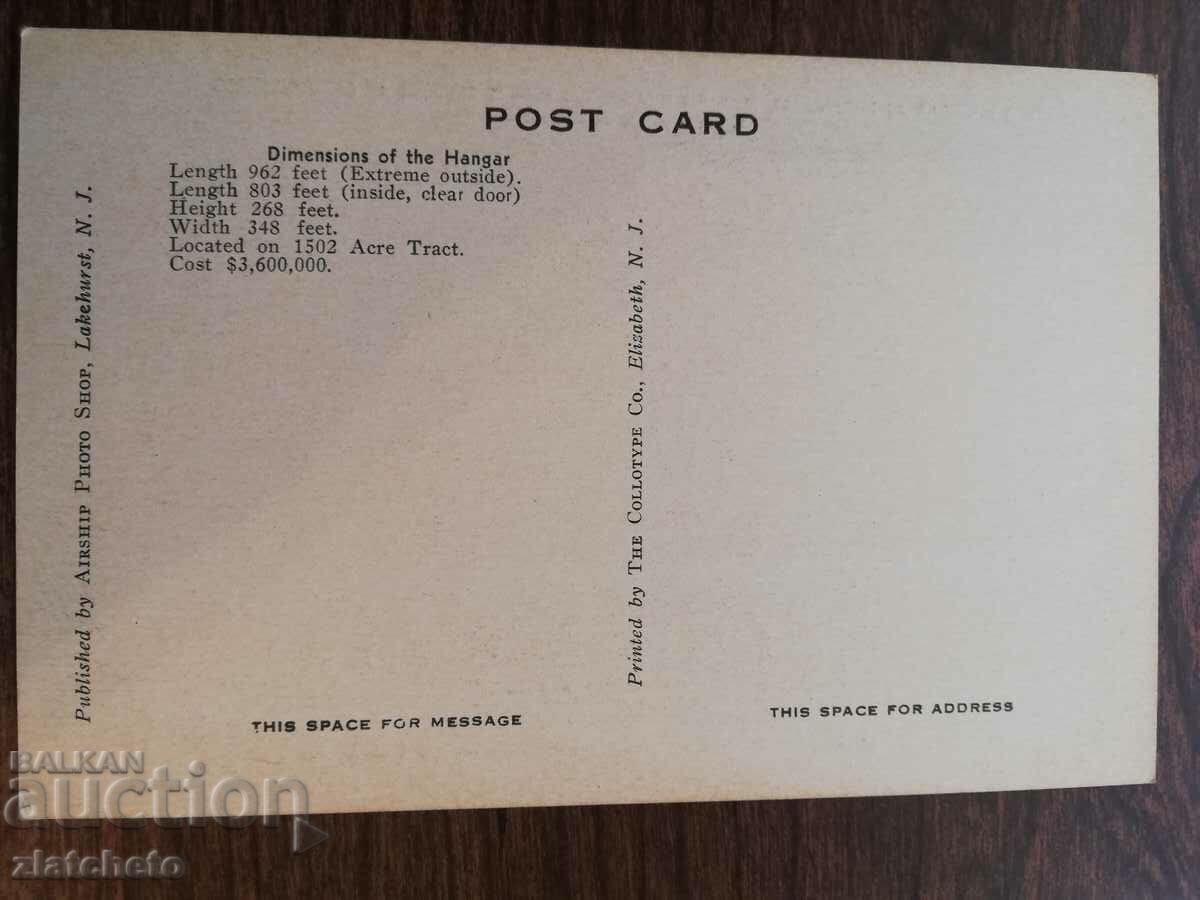 POST CARD
Dimensions of the Hangar
Length 962 feet (Extreme outside).
Length 803 feet (inside, clear door)
Height 268 feet.
Width 348 feet.
Located on 1502 Acre Tract.
Cost $3,600,000.
Published by AIRSHIP PHOTO SHOP, Lakehurst, N. J.
Printed by THE COLLOTYPE CO., Elisabeth, N. J.
THIS SPACE FOR MESSAGE
THIS SPACE FOR ADDRESS
BALKAN
auction
zlatcheto